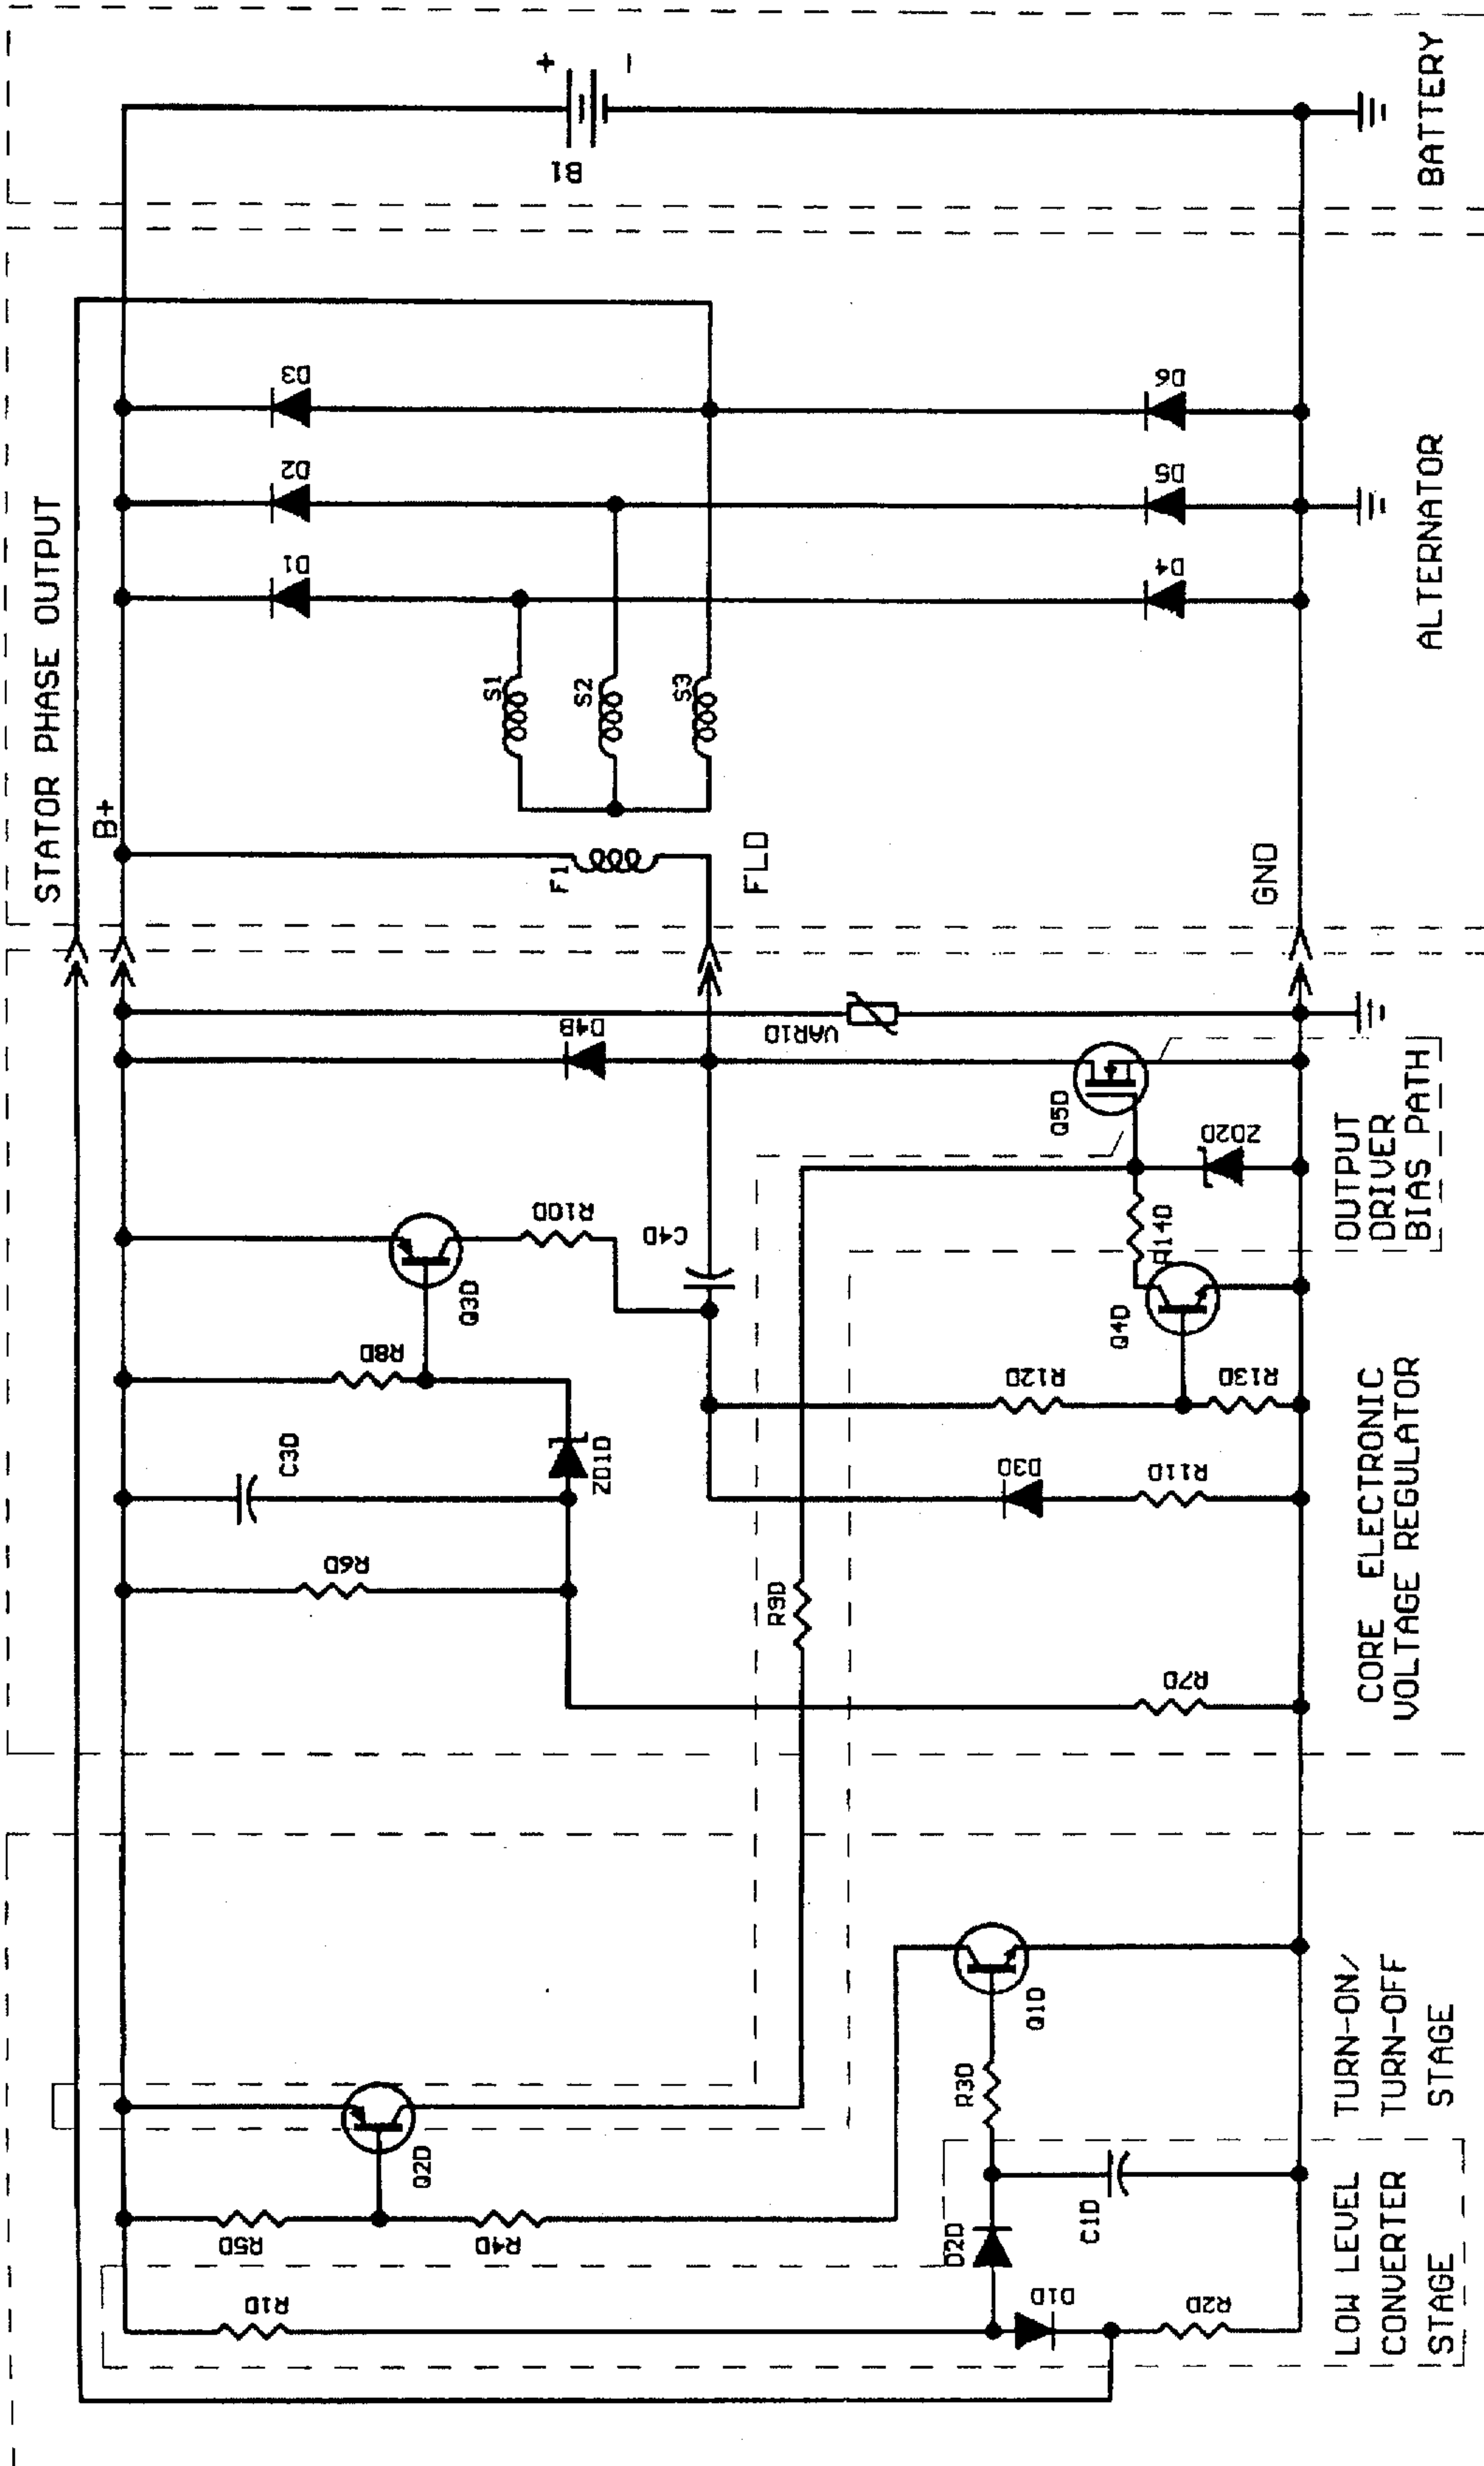 BATTERY
+
−
B1
STATOR PHASE OUTPUT
B+
D3
D2
D1
D6
D5
D4
S1
S2
S3
F1
FLD
GND
ALTERNATOR
D4B
VAR1D
Q5D
ZD2D
R14D
Q4D
R10D
C4D
Q3D
R8D
C3D
ZD1D
R6D
R9D
R12D
R13D
D3D
R11D
R7D
OUTPUT
DRIVER
BIAS PATH
CORE ELECTRONIC
VOLTAGE REGULATOR
Q1D
R3D
Q2D
R5D
R4D
D2D
C1D
R1D
D1D
R2D
TURN-ON/
TURN-OFF
STAGE
LOW LEVEL
CONVERTER
STAGE